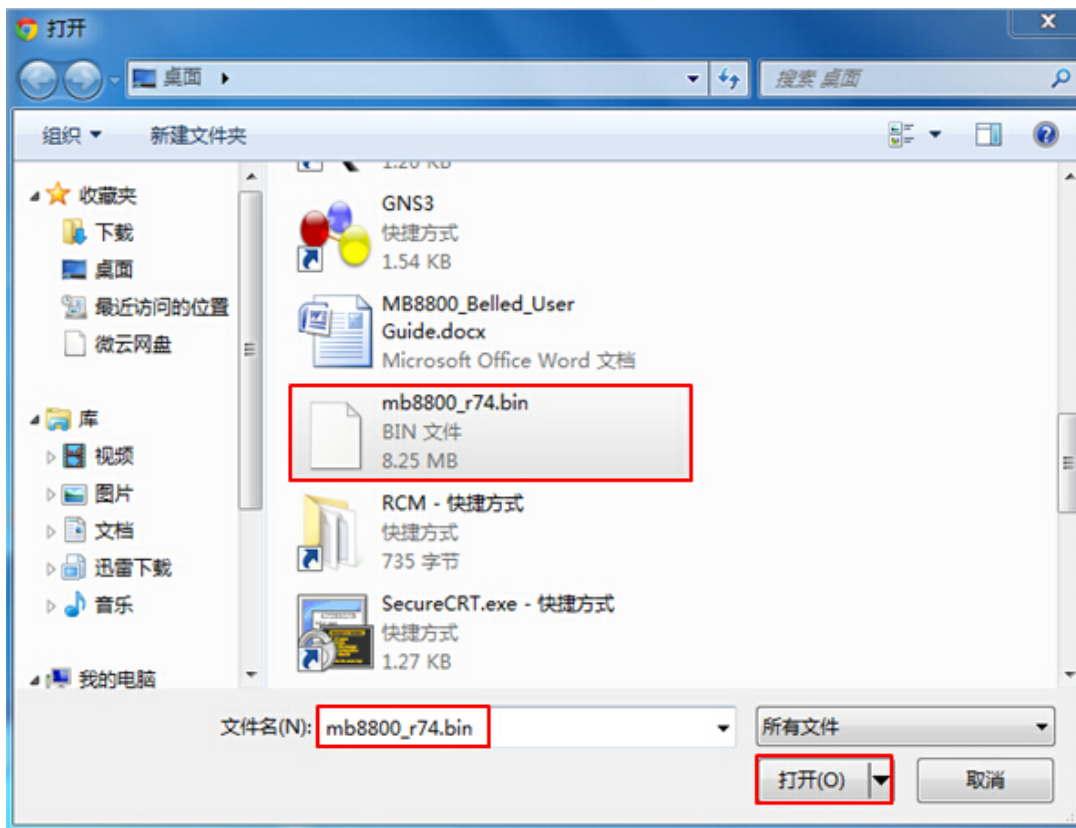 打开
桌面
搜索 桌面
组织
新建文件夹
收藏夹
下载
桌面
最近访问的位置
微云网盘
库
视频
图片
文档
迅雷下载
音乐
我的电脑
1.20 KB
GNS3
快捷方式
1.54 KB
MB8800_Belled_User
Guide.docx
Microsoft Office Word 文档
mb8800_r74.bin
BIN 文件
8.25 MB
RCM - 快捷方式
快捷方式
735 字节
SecureCRT.exe - 快捷方式
快捷方式
1.27 KB
文件名(N): mb8800_r74.bin
所有文件
打开(O)
取消